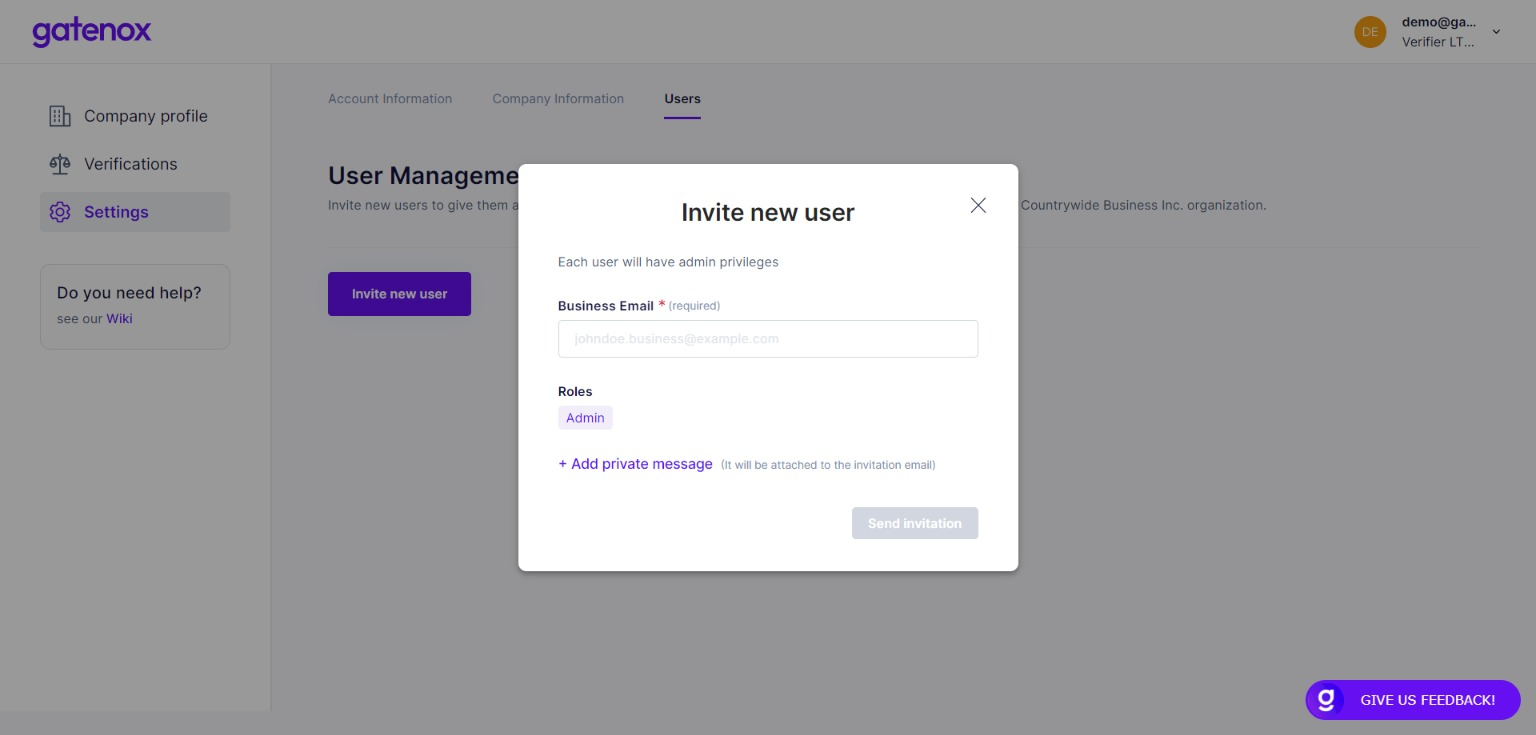 gatenox
DE
demo@ga...
Verifier LT...
Company profile
Verifications
Settings
Do you need help?
see our Wiki
Account Information
Company Information
Users
User Manageme
Invite new users to give them a
Countrywide Business Inc. organization.
Invite new user
Invite new user
Each user will have admin privileges
Business Email * (required)
johndoe.business@example.com
Roles
Admin
+ Add private message (It will be attached to the invitation email)
Send invitation
g GIVE US FEEDBACK!